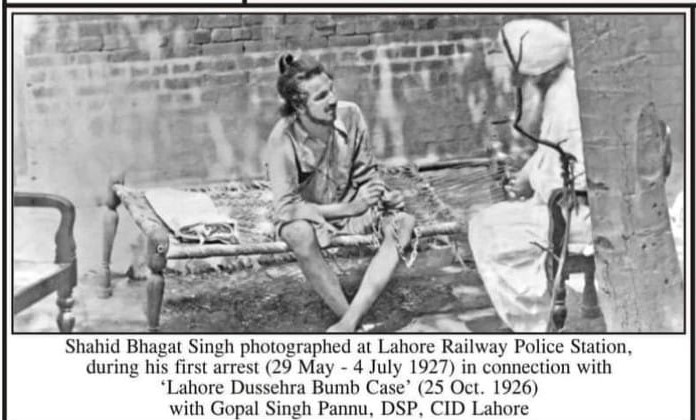 Shahid Bhagat Singh photographed at Lahore Railway Police Station,
during his first arrest (29 May - 4 July 1927) in connection with
‘Lahore Dussehra Bumb Case’ (25 Oct. 1926)
with Gopal Singh Pannu, DSP, CID Lahore